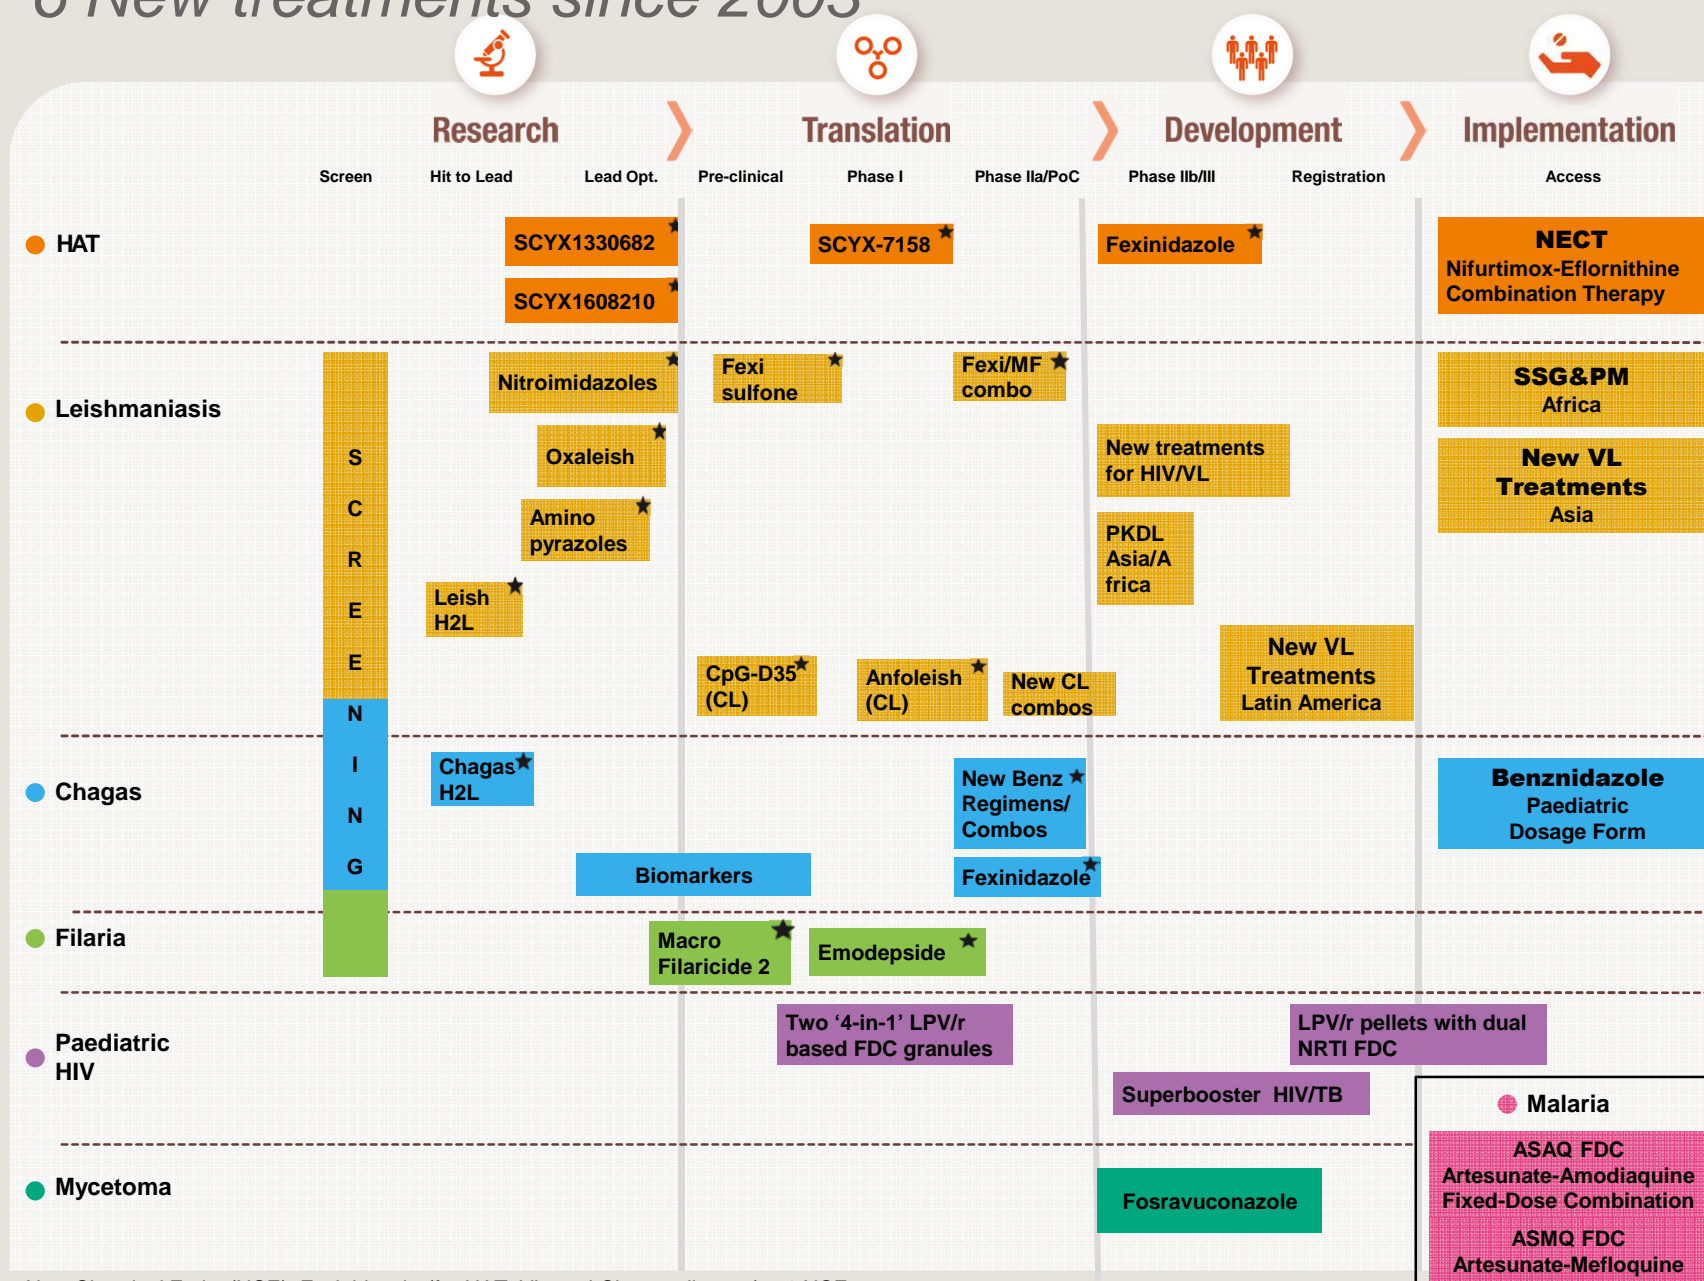 6 New treatments since 2003
Research
Translation
Development
Implementation
Screen
Hit to Lead
Lead Opt.
Pre-clinical
Phase I
Phase IIa/PoC
Phase IIb/III
Registration
Access
HAT
SCYX1330682
SCYX1608210
SCYX-7158
Fexinidazole
NECT
Nifurtimox-Eflornithine
Combination Therapy
Leishmaniasis
S
C
R
E
E
N
I
N
G
Nitroimidazoles
Oxaleish
Amino
pyrazoles
Leish
H2L
Fexi
sulfone
Fexi/MF
combo
CpG-D35
(CL)
Anfoleish
(CL)
New CL
combos
New treatments
for HIV/VL
PKDL
Asia/A
frica
New VL
Treatments
Latin America
SSG&PM
Africa
New VL
Treatments
Asia
Chagas
Chagas
H2L
Biomarkers
New Benz
Regimens/
Combos
Fexinidazole
Benznidazole
Paediatric
Dosage Form
Filaria
Macro
Filaricide 2
Emodepside
Paediatric
HIV
Two ‘4-in-1’ LPV/r
based FDC granules
LPV/r pellets with dual
NRTI FDC
Superbooster HIV/TB
Mycetoma
Fosravuconazole
Malaria
ASAQ FDC
Artesunate-Amodiaquine
Fixed-Dose Combination
ASMQ FDC
Artesunate-Mefloquine